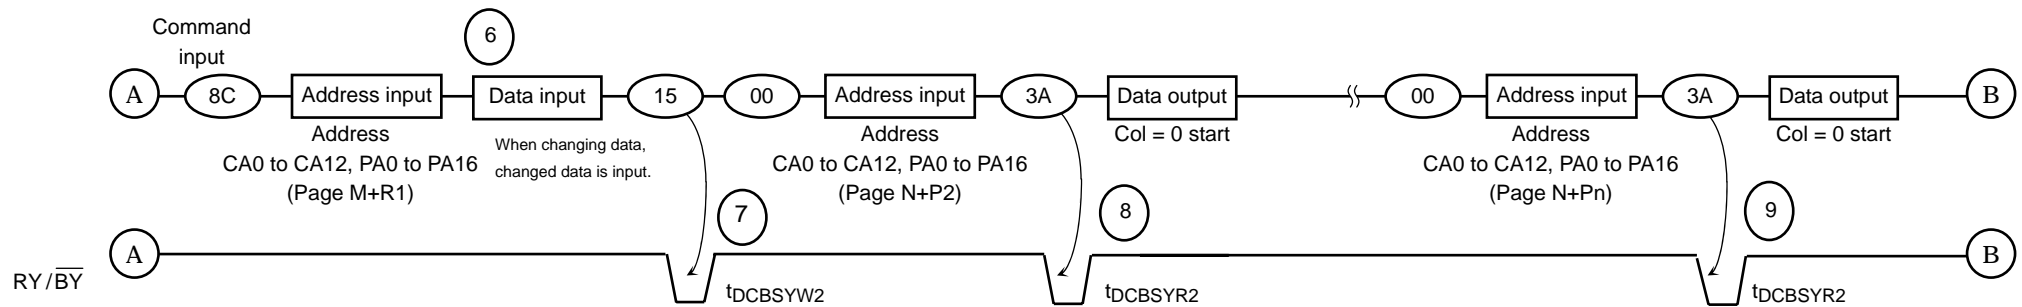 Command
input
6
A 8C Address input Data input 15 00 Address input 3A Data output 00 Address input 3A Data output B
Address
CA0 to CA12, PA0 to PA16
(Page M+R1)
When changing data,
changed data is input.
Address
CA0 to CA12, PA0 to PA16
(Page N+P2)
Col = 0 start
Address
CA0 to CA12, PA0 to PA16
(Page N+Pn)
Col = 0 start
7
8
9
A B
RY/BY
tDCBSYW2
tDCBSYR2
tDCBSYR2